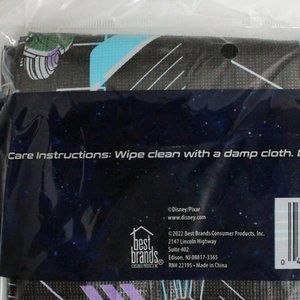 Care Instructions: Wipe clean with a damp cloth.
©Disney/Pixar
www.disney.com
©2022 Best Brands Consumer Products, Inc.
2147 Lincoln Highway
Suite 402
Edison, NJ 08817-3365
RN# 22195 • Made in China
best
brands